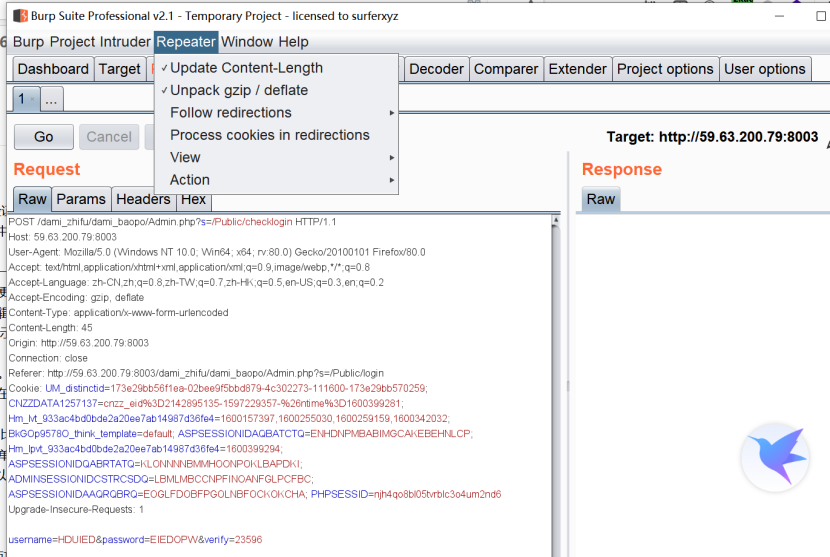 Burp Suite Professional v2.1 - Temporary Project - licensed to surferxyz
Burp Project Intruder Repeater Window Help
Dashboard Target Decoder Comparer Extender Project options User options
✓Update Content-Length
✓Unpack gzip / deflate
Follow redirections
Process cookies in redirections
View
Action
1 ...
Go Cancel
Target: http://59.63.200.79:8003
Request
Response
Raw Params Headers Hex
Raw
POST /dami_zhifu/dami_baopo/Admin.php?s=/Public/checklogin HTTP/1.1
Host: 59.63.200.79:8003
User-Agent: Mozilla/5.0 (Windows NT 10.0; Win64; x64; rv:80.0) Gecko/20100101 Firefox/80.0
Accept: text/html,application/xhtml+xml,application/xml;q=0.9,image/webp,*/*;q=0.8
Accept-Language: zh-CN,zh;q=0.8,zh-TW;q=0.7,zh-HK;q=0.5,en-US;q=0.3,en;q=0.2
Accept-Encoding: gzip, deflate
Content-Type: application/x-www-form-urlencoded
Content-Length: 45
Origin: http://59.63.200.79:8003
Connection: close
Referer: http://59.63.200.79:8003/dami_zhifu/dami_baopo/Admin.php?s=/Public/login
Cookie: UM_distinctid=173e29bb56f1ea-02bee9f5bbd879-4c302273-111600-173e29bb570259;
CNZZDATA1257137=cnzz_eid%3D2142895135-1597229357-%26ntime%3D1600399281;
Hm_lvt_933ac4bd0bde2a20ee7ab14987d36fe4=1600157397,1600255030,1600259159,1600342032;
BkGOp9578O_think_template=default; ASPSESSIONIDAQBATCTQ=ENHDNPMBABIMGCAKEBEHNLCP;
Hm_lpvt_933ac4bd0bde2a20ee7ab14987d36fe4=1600399294;
ASPSESSIONIDQABRTATQ=KLONNNNBMMHOONPOKLBAPDKI;
ADMINSESSIONIDCSTRCSDQ=LBMLMBCCNPFINOANFGLPCFBC;
ASPSESSIONIDAAQRQBRQ=EOGLFDOBFPGOLNBFOCKOKCHA; PHPSESSID=njh4qo8bl05tvrblc3o4um2nd6
Upgrade-Insecure-Requests: 1
username=HDUIED&password=EIEDOPW&verify=23596